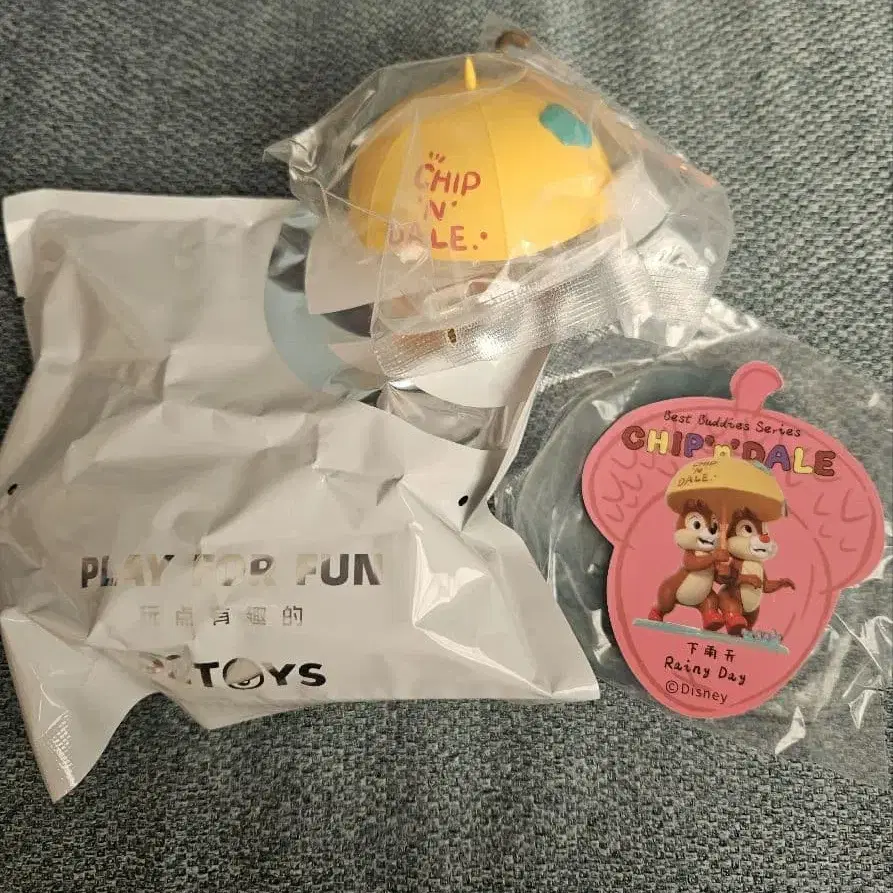 CHIP
'N'
DALE.
Best Buddies Series
CHIP'n'DALE
CHIP
'N'
DALE.
下雨天
Rainy Day
©Disney
PLAY FOR FUN
玩点有趣的
TOYS